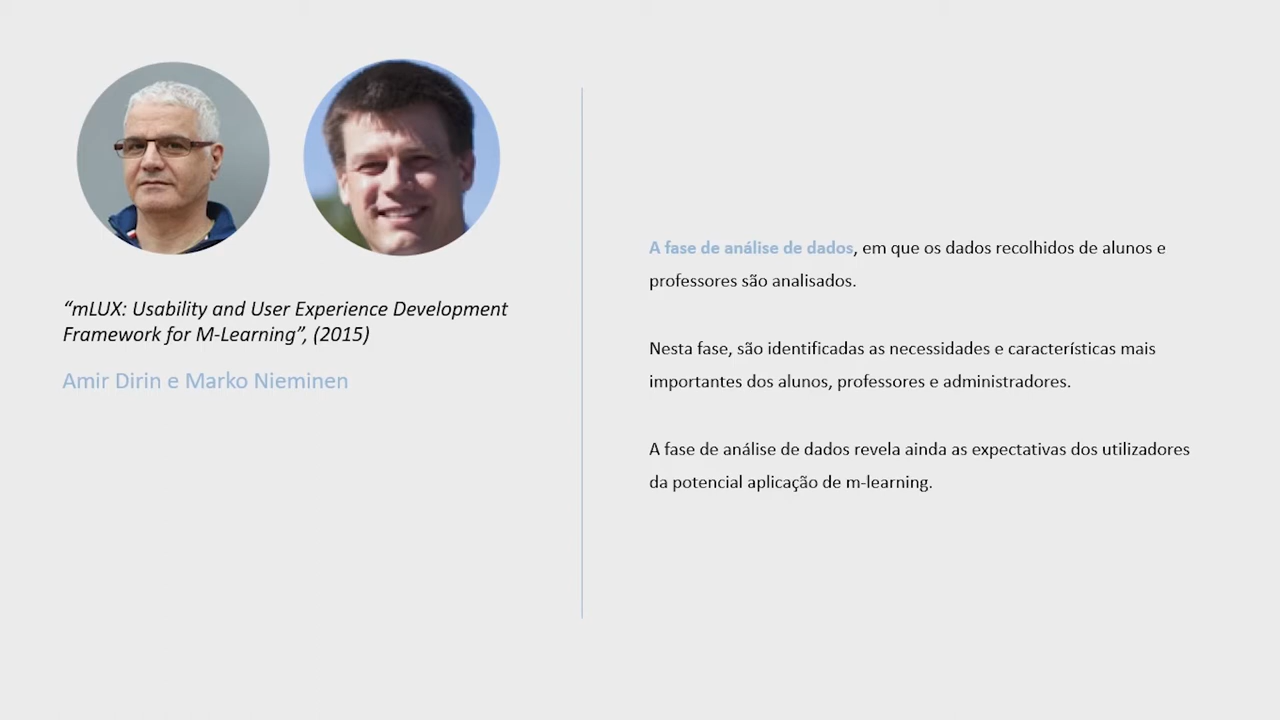 “mLUX: Usability and User Experience Development
Framework for M-Learning”, (2015)
Amir Dirin e Marko Nieminen
A fase de análise de dados, em que os dados recolhidos de alunos e
professores são analisados.
Nesta fase, são identificadas as necessidades e características mais
importantes dos alunos, professores e administradores.
A fase de análise de dados revela ainda as expectativas dos utilizadores
da potencial aplicação de m-learning.